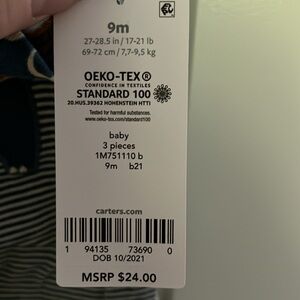 9m
27-28.5 in / 17-21 lb
69-72 cm / 7,7-9,5 kg
OEKO-TEX®
CONFIDENCE IN TEXTILES
STANDARD 100
20.HUS.39362 HOHENSTEIN HTTI
Tested for harmful substances.
www.oeko-tex.com/standard100
baby
3 pieces
1M751110 b
9m b21
carters.com
1 94135 73690 0
DOB 10/2021
MSRP $24.00